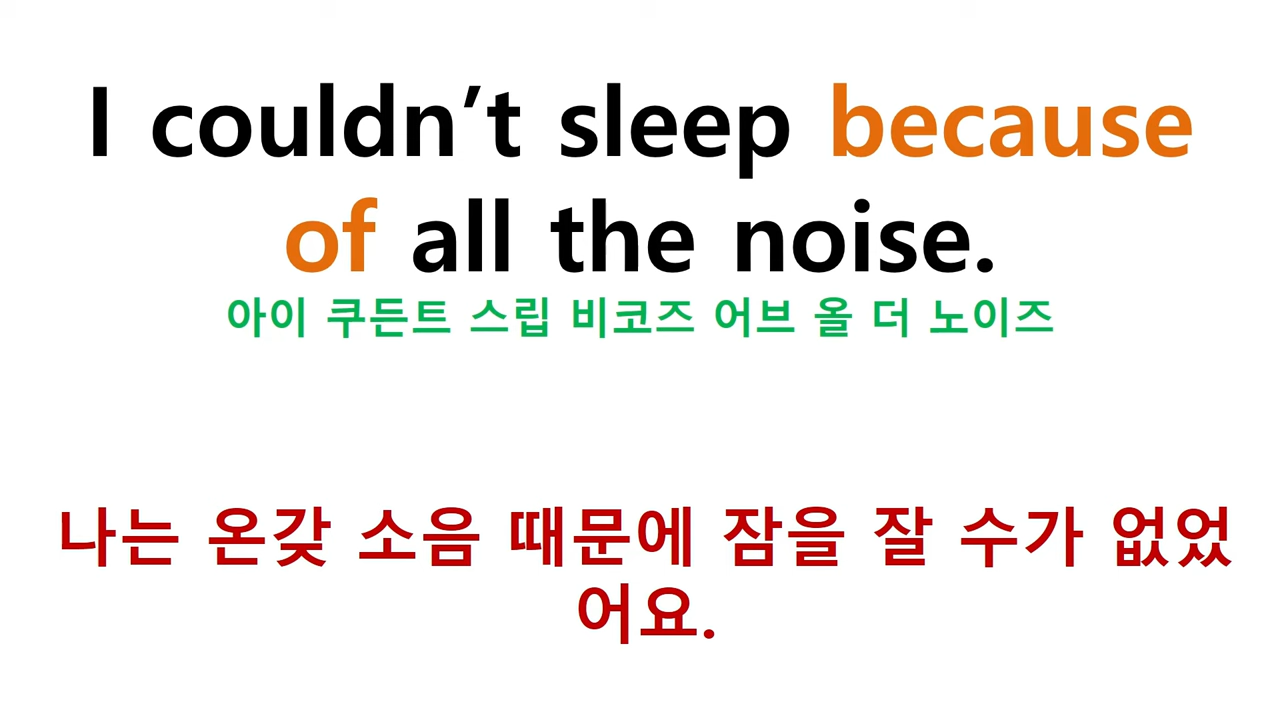 I couldn’t sleep because
of all the noise.
아이 쿠든트 스립 비코즈 어브 올 더 노이즈
나는 온갖 소음 때문에 잠을 잘 수가 없었
어요.